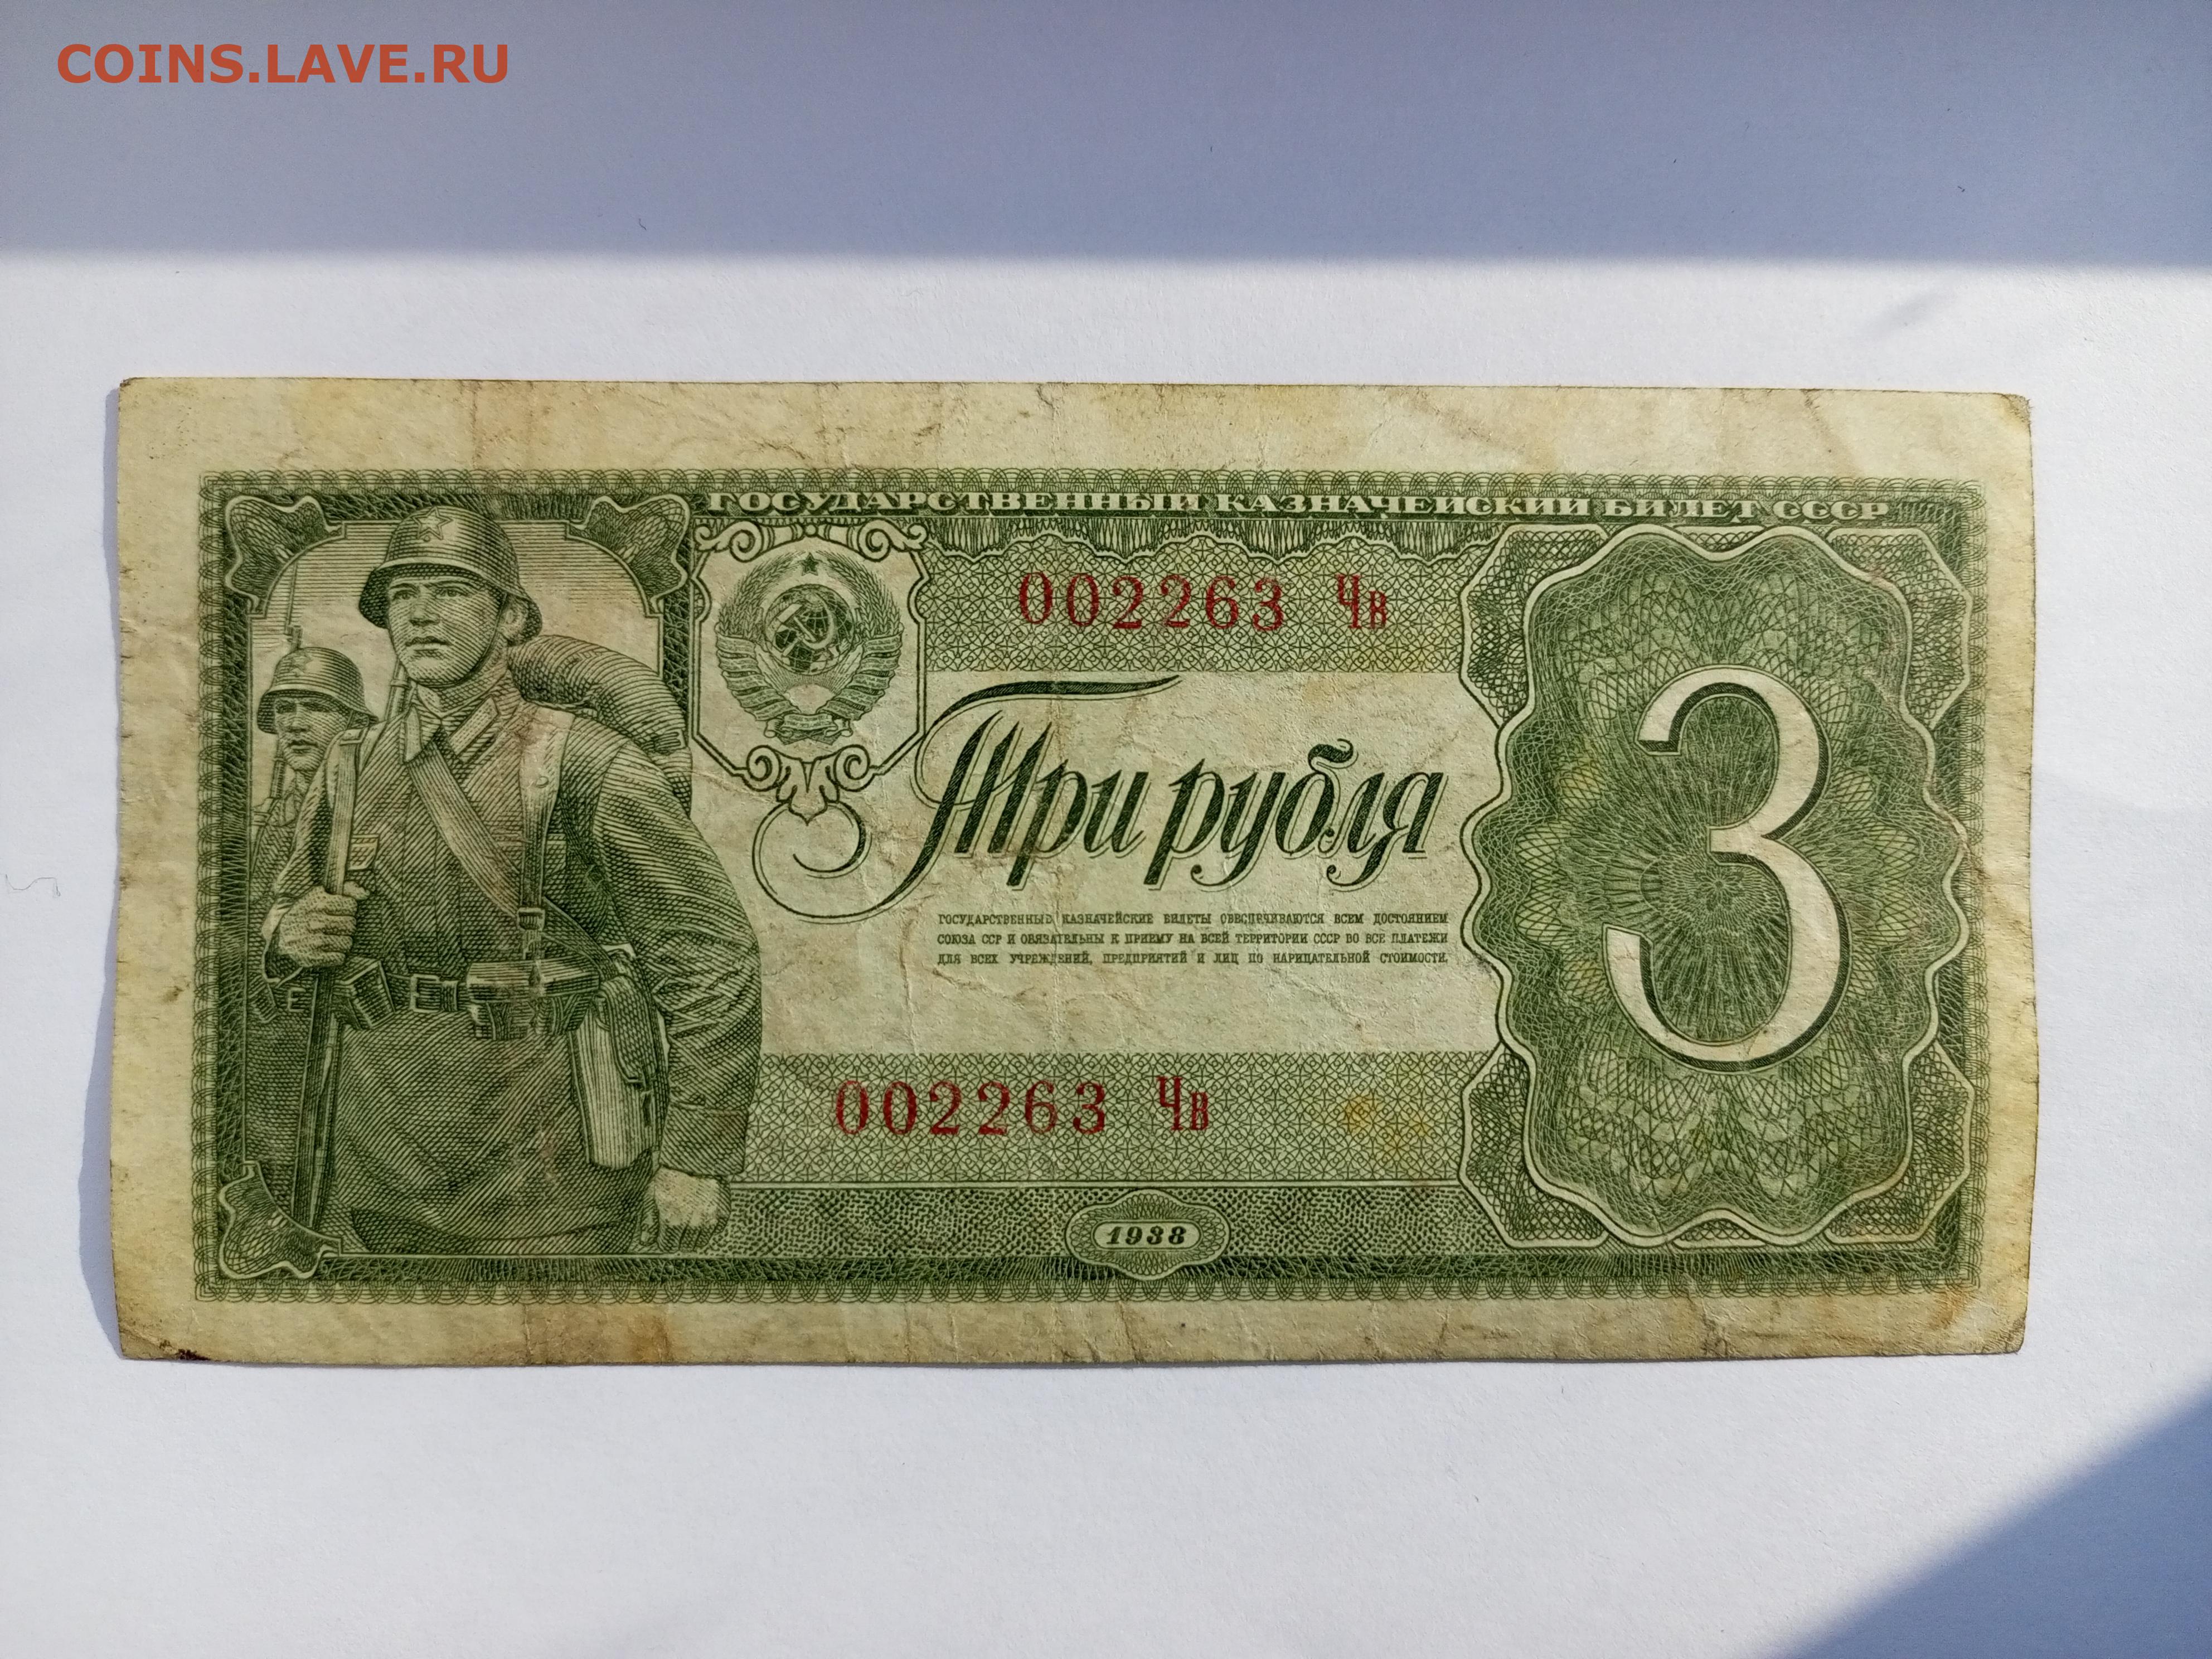 COINS.LAVE.RU
ГОСУДАРСТВЕННЫЙ КАЗНАЧЕЙСКИЙ БИЛЕТ СССР
002263 Чв
Три рубля
3
ГОСУДАРСТВЕННЫЕ КАЗНАЧЕЙСКИЕ БИЛЕТЫ ОБЕСПЕЧИВАЮТСЯ ВСЕМ ДОСТОЯНИЕМ
СОЮЗА ССР И ОБЯЗАТЕЛЬНЫ К ПРИЕМУ НА ВСЕЙ ТЕРРИТОРИИ СССР ВО ВСЕ ПЛАТЕЖИ
ДЛЯ ВСЕХ УЧРЕЖДЕНИЙ, ПРЕДПРИЯТИЙ И ЛИЦ ПО НАРИЦАТЕЛЬНОЙ СТОИМОСТИ.
002263 Чв
1938